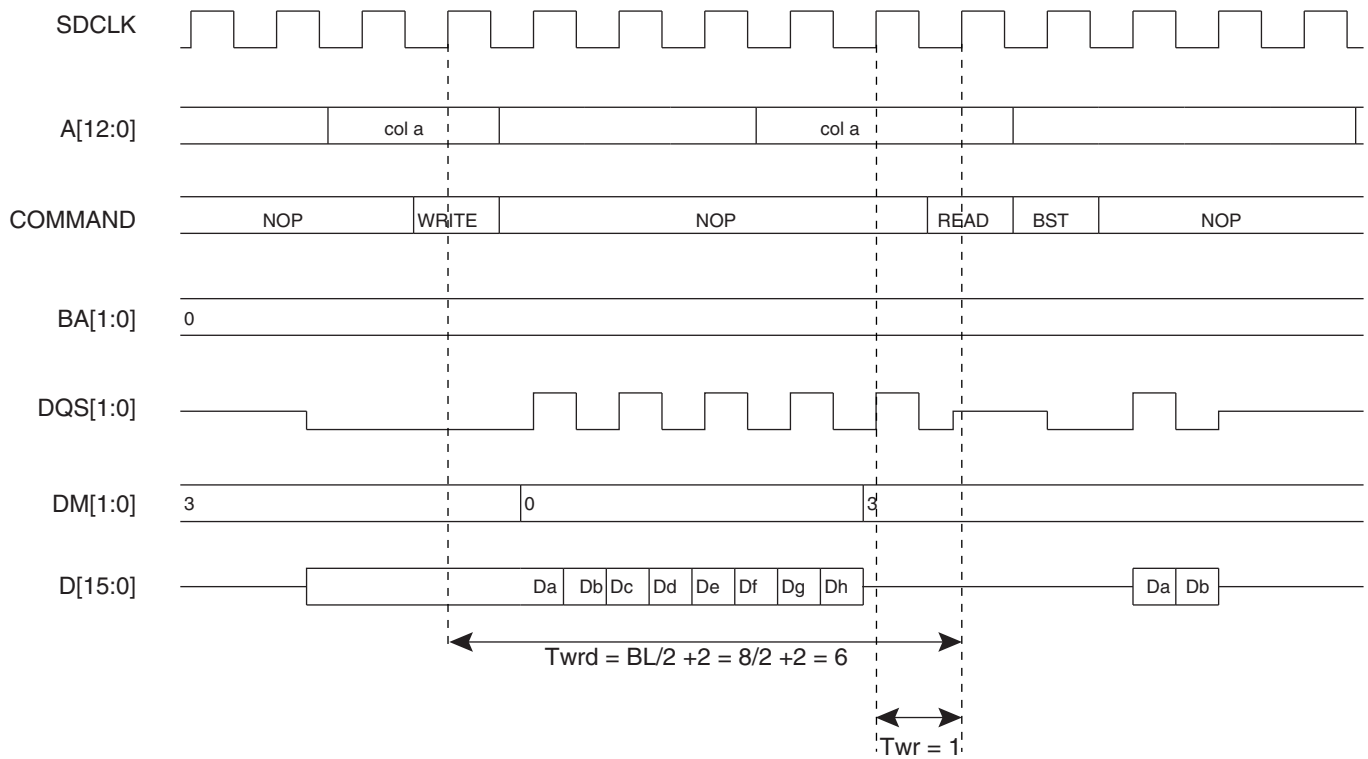 SDCLK
A[12:0] col a col a
COMMAND NOP WRITE NOP READ BST NOP
BA[1:0] 0
DQS[1:0]
DM[1:0] 3 0 3
D[15:0] Da Db Dc Dd De Df Dg Dh Da Db
Twrd = BL/2 +2 = 8/2 +2 = 6
Twr = 1